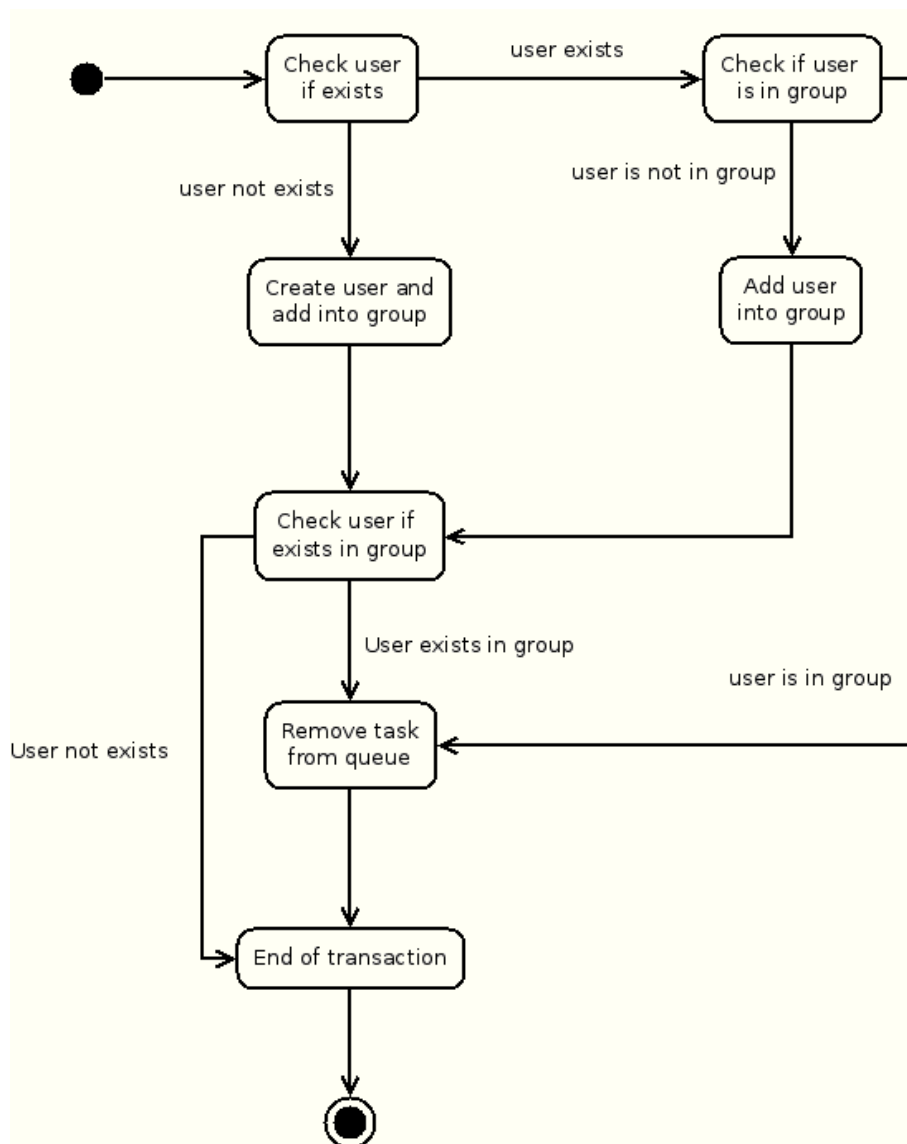 Check user
if exists
user exists
Check if user
is in group
user not exists
user is not in group
Create user and
add into group
Add user
into group
Check user if
exists in group
User exists in group
user is in group
Remove task
from queue
User not exists
End of transaction